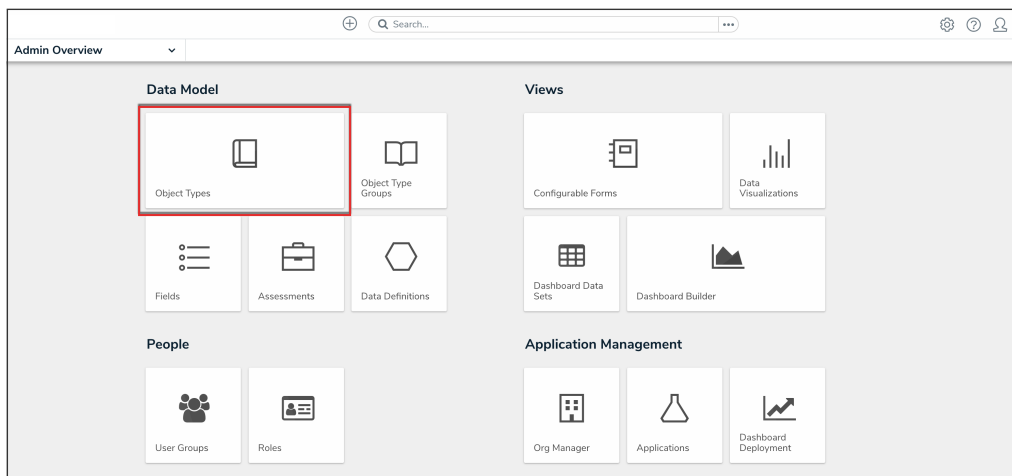 Search...
Admin Overview
Data Model
Object Types
Object Type
Groups
Fields
Assessments
Data Definitions
Views
Configurable Forms
Data
Visualizations
Dashboard Data
Sets
Dashboard Builder
People
User Groups
Roles
Application Management
Org Manager
Applications
Dashboard
Deployment